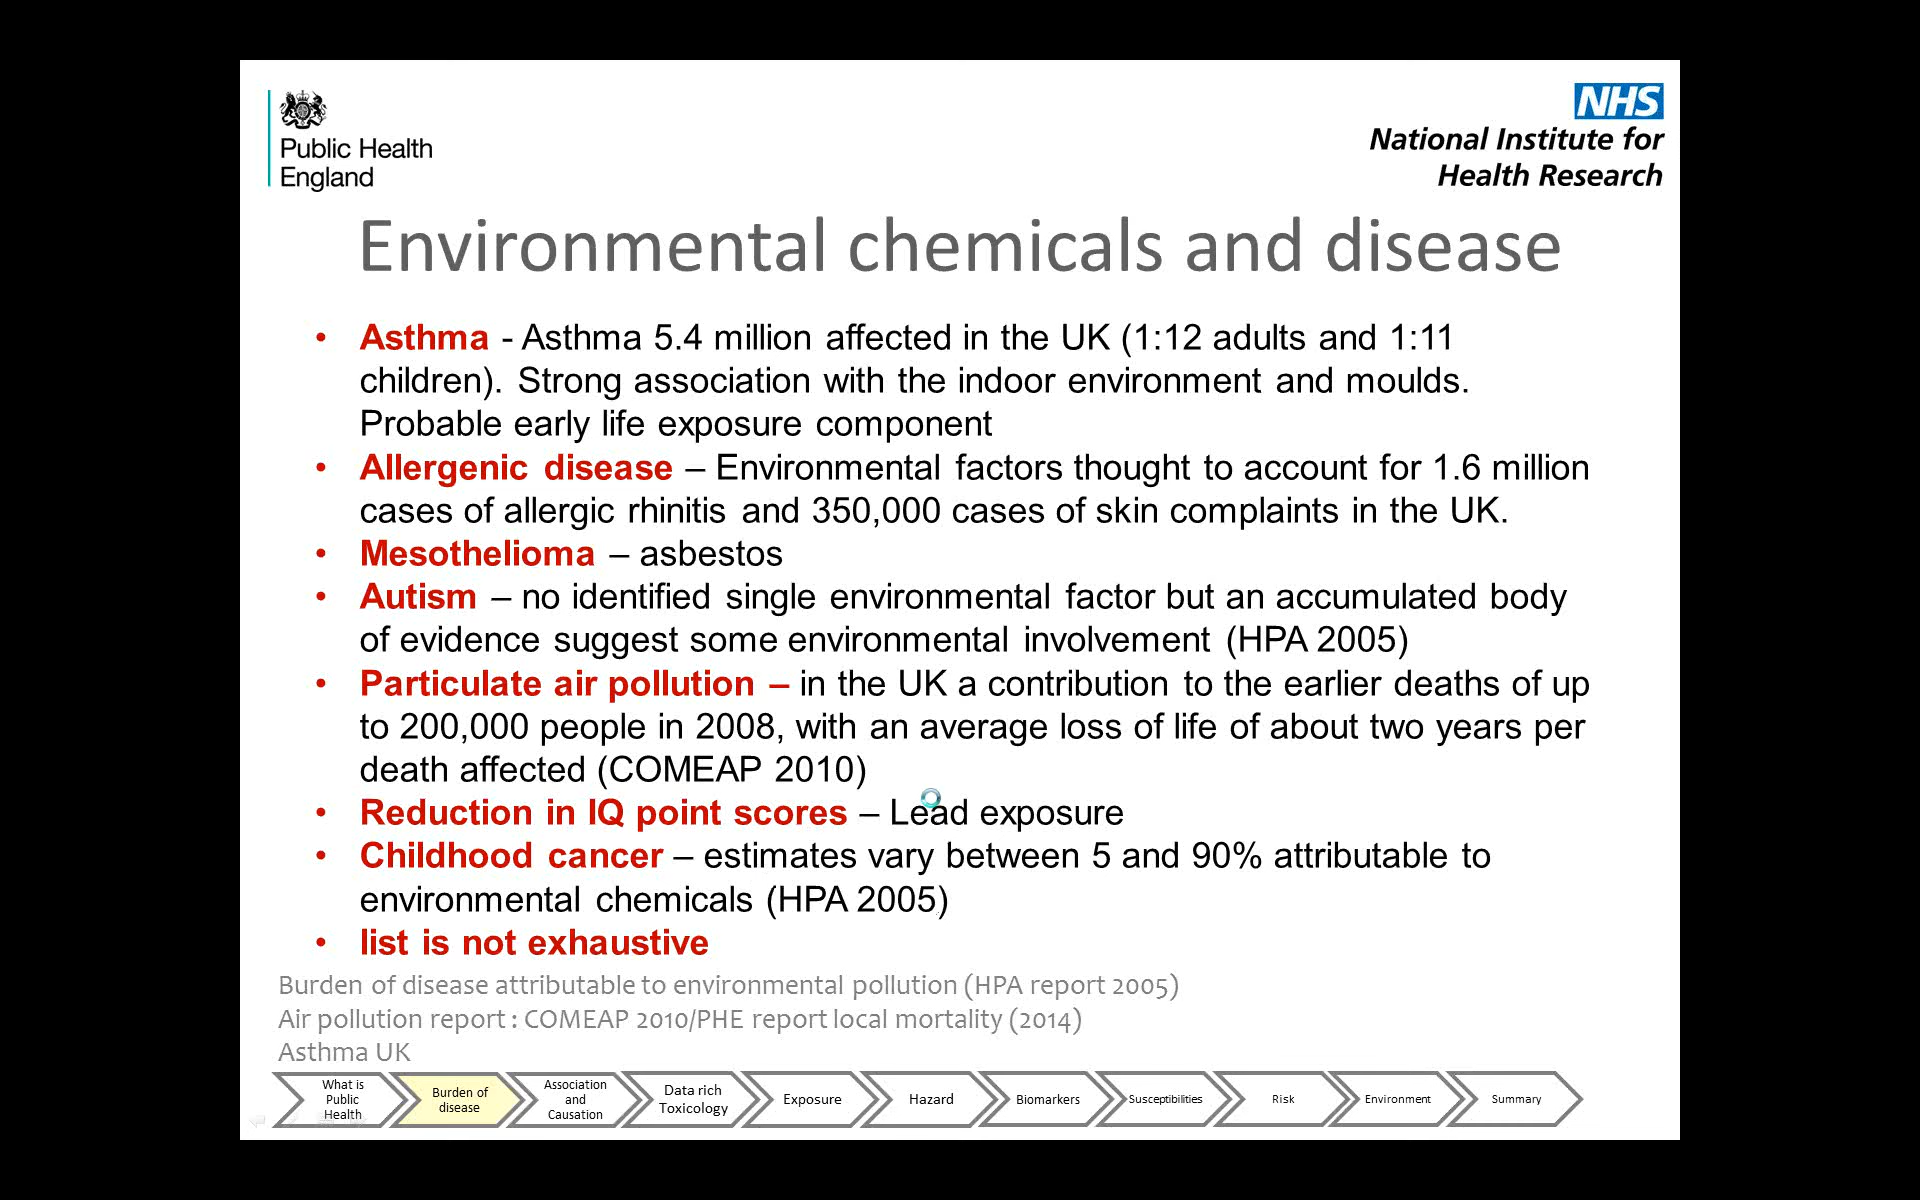 Public Health
England
NHS
National Institute for
Health Research
Environmental chemicals and disease
• Asthma - Asthma 5.4 million affected in the UK (1:12 adults and 1:11
children). Strong association with the indoor environment and moulds.
Probable early life exposure component
• Allergenic disease – Environmental factors thought to account for 1.6 million
cases of allergic rhinitis and 350,000 cases of skin complaints in the UK.
• Mesothelioma – asbestos
• Autism – no identified single environmental factor but an accumulated body
of evidence suggest some environmental involvement (HPA 2005)
• Particulate air pollution – in the UK a contribution to the earlier deaths of up
to 200,000 people in 2008, with an average loss of life of about two years per
death affected (COMEAP 2010)
• Reduction in IQ point scores – Lead exposure
• Childhood cancer – estimates vary between 5 and 90% attributable to
environmental chemicals (HPA 2005)
• list is not exhaustive
Burden of disease attributable to environmental pollution (HPA report 2005)
Air pollution report : COMEAP 2010/PHE report local mortality (2014)
Asthma UK
What is
Public
Health
Burden of
disease
Association
and
Causation
Data rich
Toxicology
Exposure
Hazard
Biomarkers
Susceptibilities
Risk
Environment
Summary